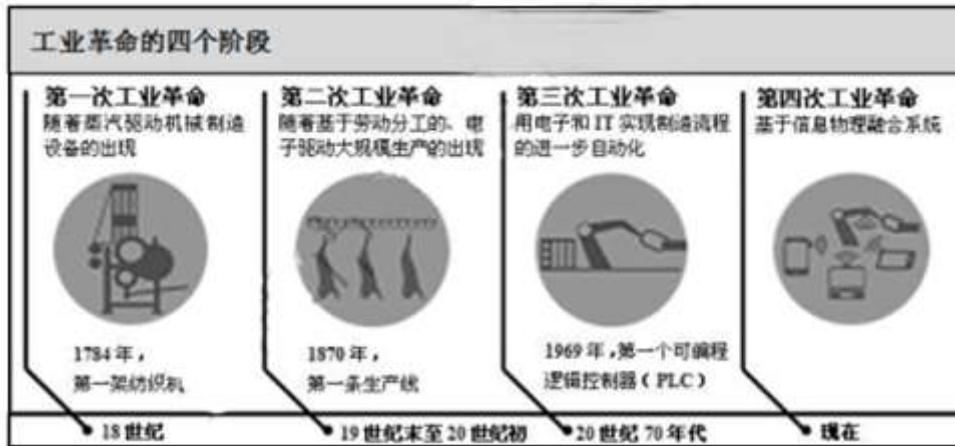 工业革命的四个阶段
第一次工业革命
随着蒸汽驱动机械制造
设备的出现
1784年，
第一架纺织机
18世纪
第二次工业革命
随着基于劳动分工的、电
子驱动大规模生产的出现
1870年，
第一条生产线
19世纪末至20世纪初
第三次工业革命
用电子和IT实现制造流程
的进一步自动化
1969年，第一个可编程
逻辑控制器（PLC）
20世纪70年代
第四次工业革命
基于信息物理融合系统
现在